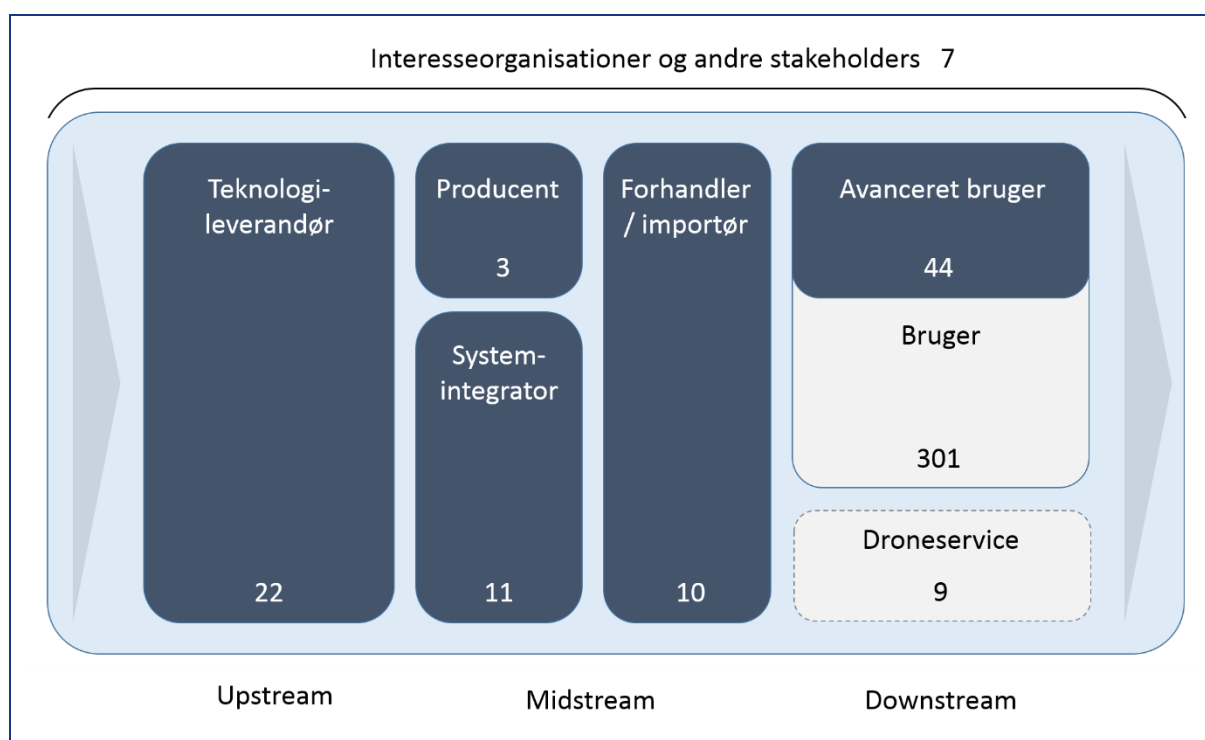 Interesseorganisationer og andre stakeholders 7
Teknologi-
leverandør
22
Producent
3
System-
integrator
11
Forhandler
/ importør
10
Avanceret bruger
44
Bruger
301
Droneservice
9
Upstream
Midstream
Downstream